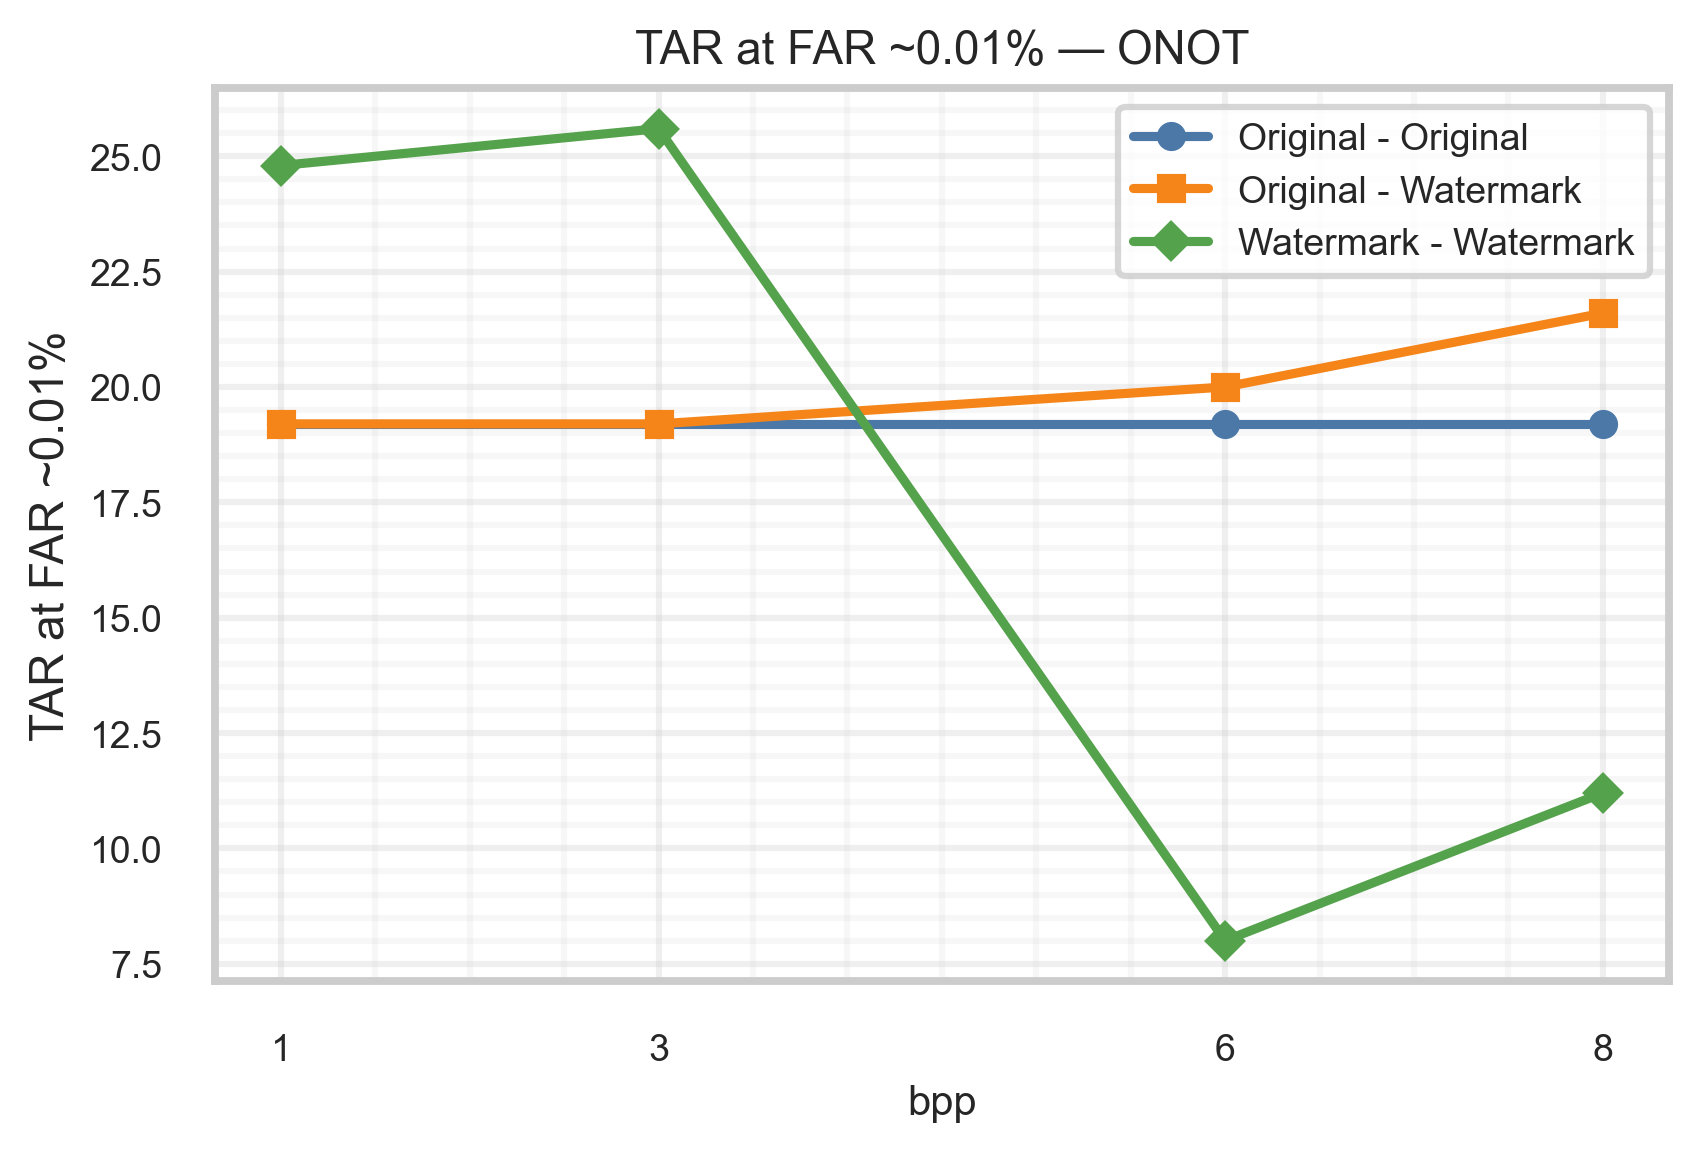 TAR at FAR ~0.01% — ONOT
Original - Original
Original - Watermark
Watermark - Watermark
TAR at FAR ~0.01%
25.0
22.5
20.0
17.5
15.0
12.5
10.0
7.5
1 3 6 8
bpp